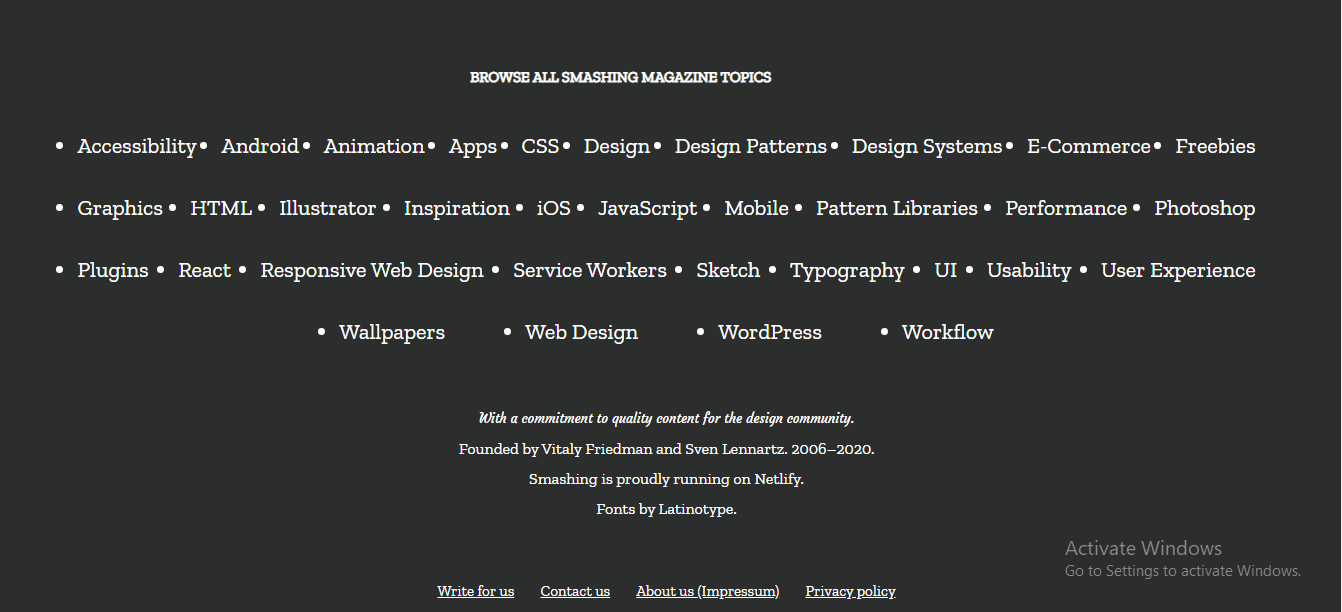 BROWSE ALL SMASHING MAGAZINE TOPICS
• Accessibility • Android • Animation • Apps • CSS • Design • Design Patterns • Design Systems • E-Commerce • Freebies
• Graphics • HTML • Illustrator • Inspiration • iOS • JavaScript • Mobile • Pattern Libraries • Performance • Photoshop
• Plugins • React • Responsive Web Design • Service Workers • Sketch • Typography • UI • Usability • User Experience
• Wallpapers • Web Design • WordPress • Workflow
With a commitment to quality content for the design community.
Founded by Vitaly Friedman and Sven Lennartz. 2006–2020.
Smashing is proudly running on Netlify.
Fonts by Latinotype.
Activate Windows
Go to Settings to activate Windows.
Write for us Contact us About us (Impressum) Privacy policy